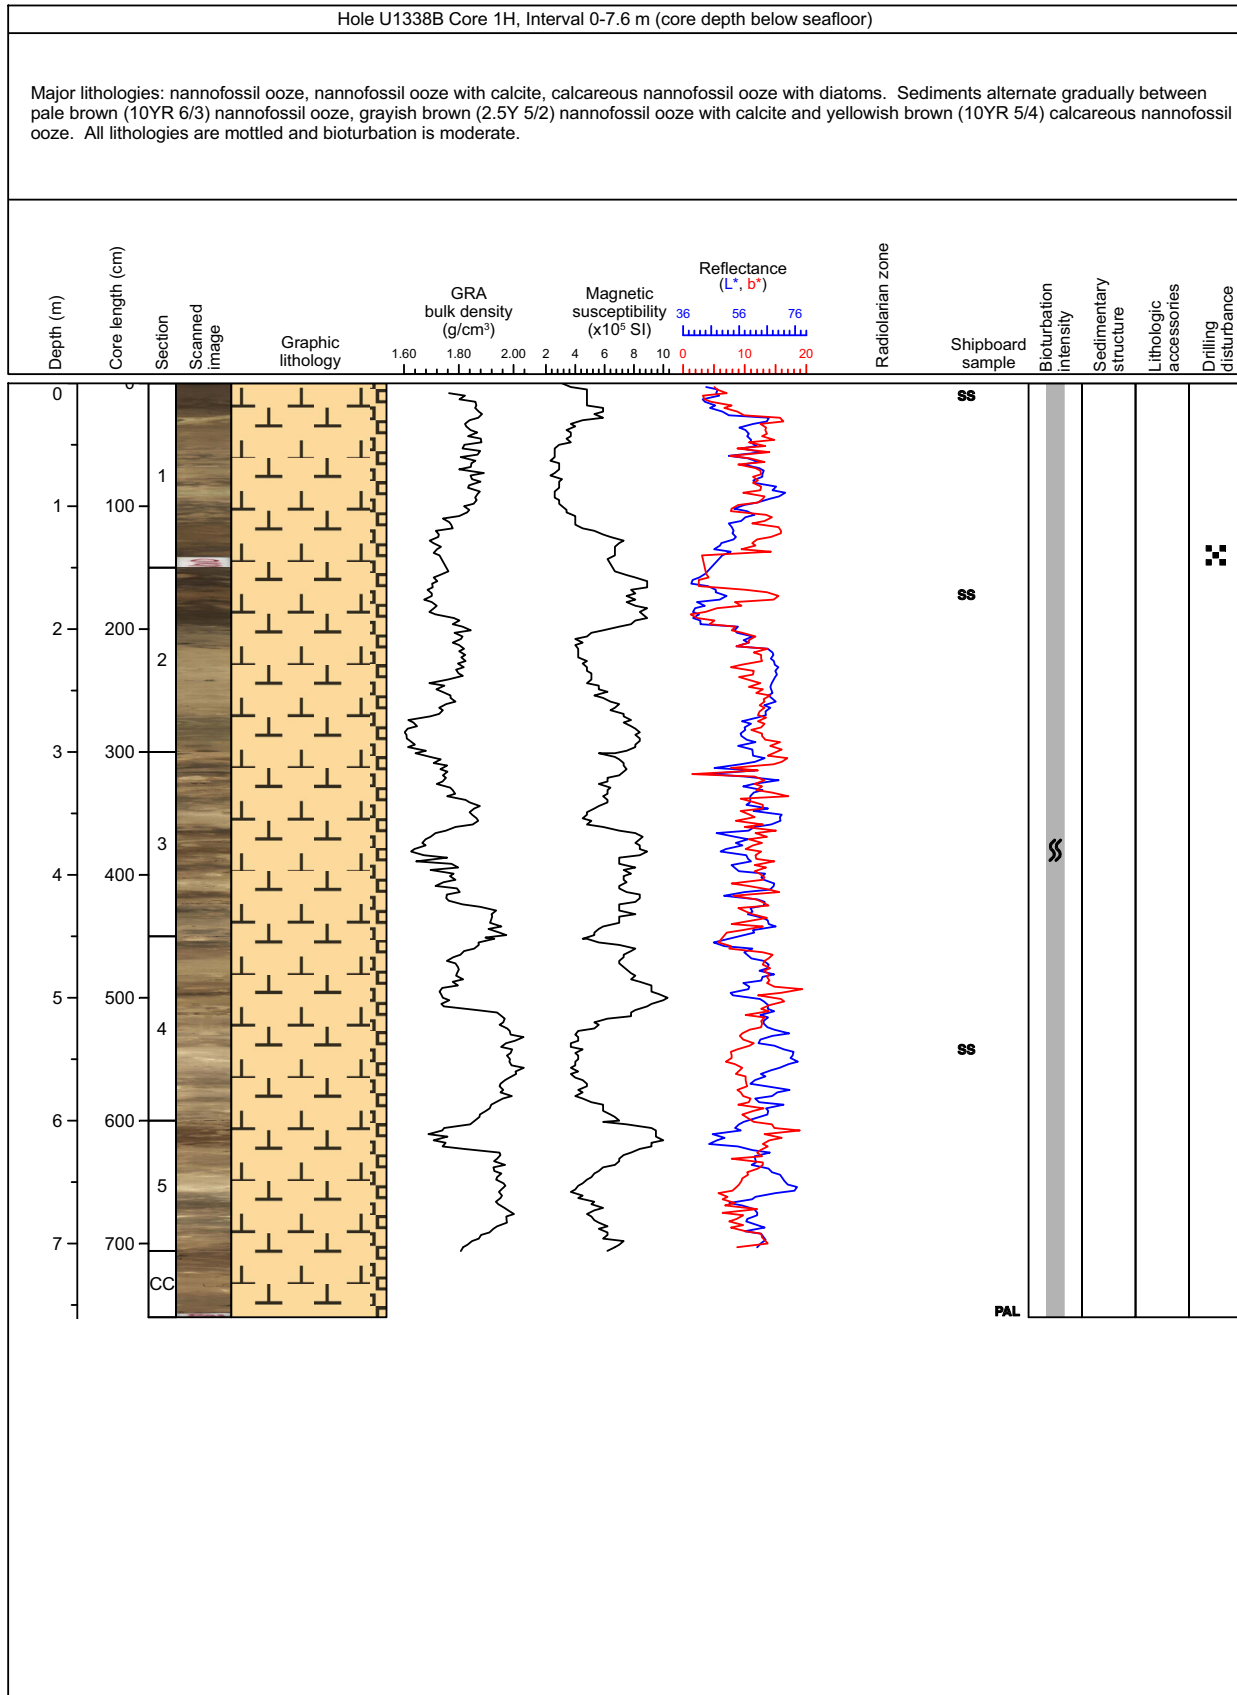 Hole U1338B Core 1H, Interval 0-7.6 m (core depth below seafloor)
Major lithologies: nannofossil ooze, nannofossil ooze with calcite, calcareous nannofossil ooze with diatoms.  Sediments alternate gradually between
pale brown (10YR 6/3) nannofossil ooze, grayish brown (2.5Y 5/2) nannofossil ooze with calcite and yellowish brown (10YR 5/4) calcareous nannofossil
ooze.  All lithologies are mottled and bioturbation is moderate.
Depth (m)
Core length (cm)
Section
Scanned
image
Graphic
lithology
GRA
bulk density
(g/cm³)
1.60 1.80 2.00
Magnetic
susceptibility
(x10⁵ SI)
2 4 6 8 10
Reflectance
(L*, b*)
36 56 76
0 10 20
Radiolarian zone
Shipboard
sample
Bioturbation
intensity
Sedimentary
structure
Lithologic
accessories
Drilling
disturbance
0 0 SS
1
1 100
SS
2 200
2
3 300
3
4 400
5 500
4
SS
6 600
5
7 700
CC
PAL